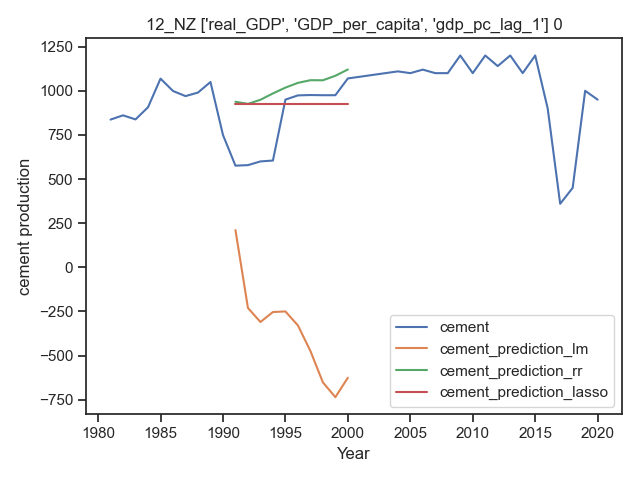 12_NZ ['real_GDP', 'GDP_per_capita', 'gdp_pc_lag_1'] 0
1250
1000
750
500
250
0
−250
−500
−750
cement production
cement
cement_prediction_lm
cement_prediction_rr
cement_prediction_lasso
1980 1985 1990 1995 2000 2005 2010 2015 2020
Year